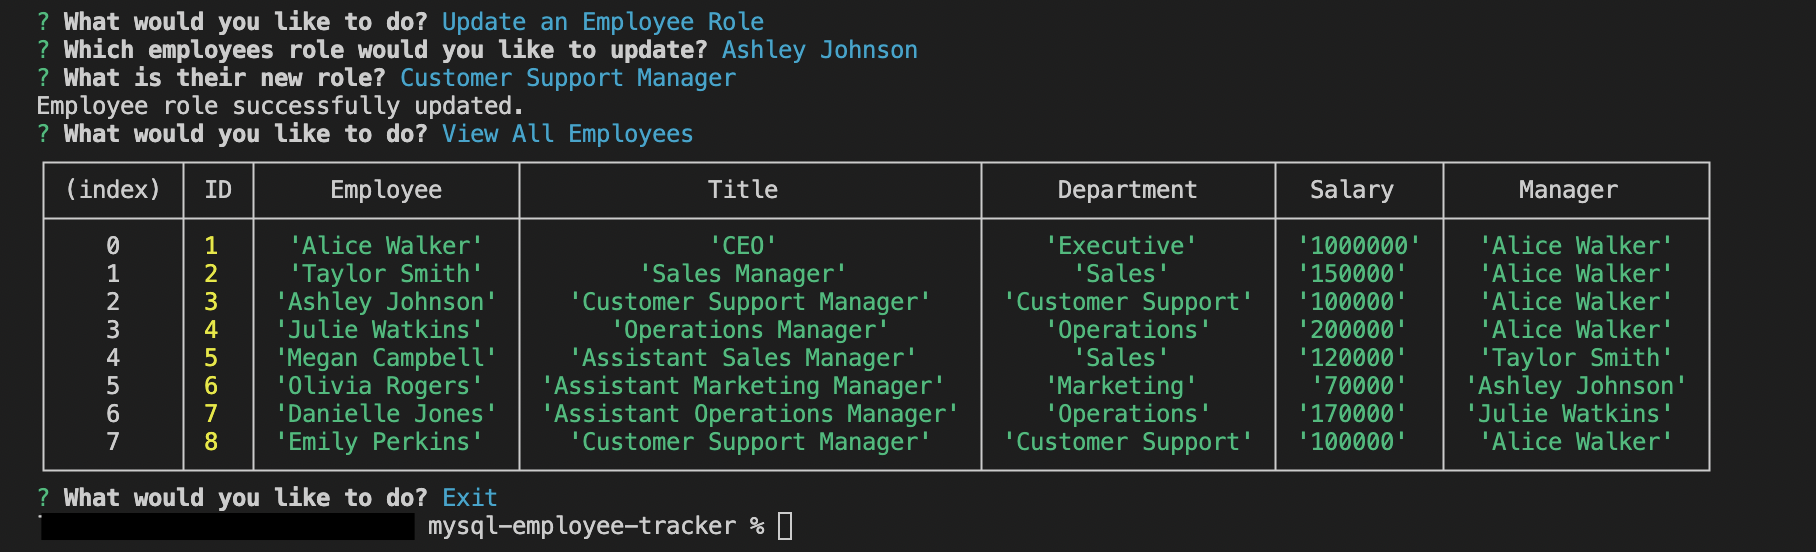 ? What would you like to do? Update an Employee Role
? Which employees role would you like to update? Ashley Johnson
? What is their new role? Customer Support Manager
Employee role successfully updated.
? What would you like to do? View All Employees
(index) ID Employee Title Department Salary Manager
0 1 'Alice Walker' 'CEO' 'Executive' '1000000' 'Alice Walker'
1 2 'Taylor Smith' 'Sales Manager' 'Sales' '150000' 'Alice Walker'
2 3 'Ashley Johnson' 'Customer Support Manager' 'Customer Support' '100000' 'Alice Walker'
3 4 'Julie Watkins' 'Operations Manager' 'Operations' '200000' 'Alice Walker'
4 5 'Megan Campbell' 'Assistant Sales Manager' 'Sales' '120000' 'Taylor Smith'
5 6 'Olivia Rogers' 'Assistant Marketing Manager' 'Marketing' '70000' 'Ashley Johnson'
6 7 'Danielle Jones' 'Assistant Operations Manager' 'Operations' '170000' 'Julie Watkins'
7 8 'Emily Perkins' 'Customer Support Manager' 'Customer Support' '100000' 'Alice Walker'
? What would you like to do? Exit
mysql-employee-tracker %